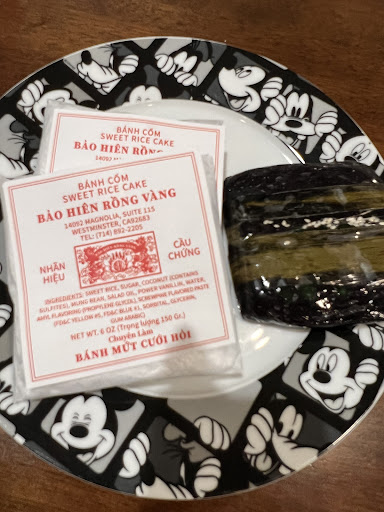 BÁNH CỐM
SWEET RICE CAKE
BẢO HIÊN RỒNG
14092 MAGNOLIA, SUITE
BÁNH CỐM
SWEET RICE CAKE
BẢO HIÊN RỒNG VÀNG
14092 MAGNOLIA, SUITE 115
WESTMINSTER, CA92683
TEL: (714) 892-2205
NHÃN HIỆU
CẦU CHỨNG
INGREDIENTS: SWEET RICE, SUGAR, COCONUT (CONTAINS
SULFITES), MUNG BEAN, SALAD OIL, POWER VANILLIN, WATER,
AMYL FLAVORING (PROPYLENE GLYCOL), SCREWPINE FLAVORED PASTE
(FD&C YELLOW #5, FD&C BLUE #1, SORBITAL, GLYCERIN,
GUM ARABIC)
NET WT. 6 OZ (Trọng lượng 150 Gr.)
Chuyên Làm
BÁNH MỨT CƯỚI HỎI